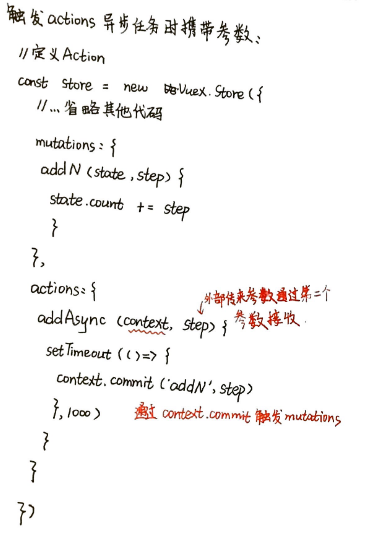 触发actions异步任务时携带参数:
//定义Action
const store = new Vuex.Store({
//...省略其他代码
mutations:{
addN (state,step) {
state.count += step
}
},
actions:{
外部传来参数通过第二个
参数接收
addAsync (context, step) {
setTimeout (()=> {
context.commit ('addN',step)
},1000)
通过 context.commit 触发 mutations
}
}
})